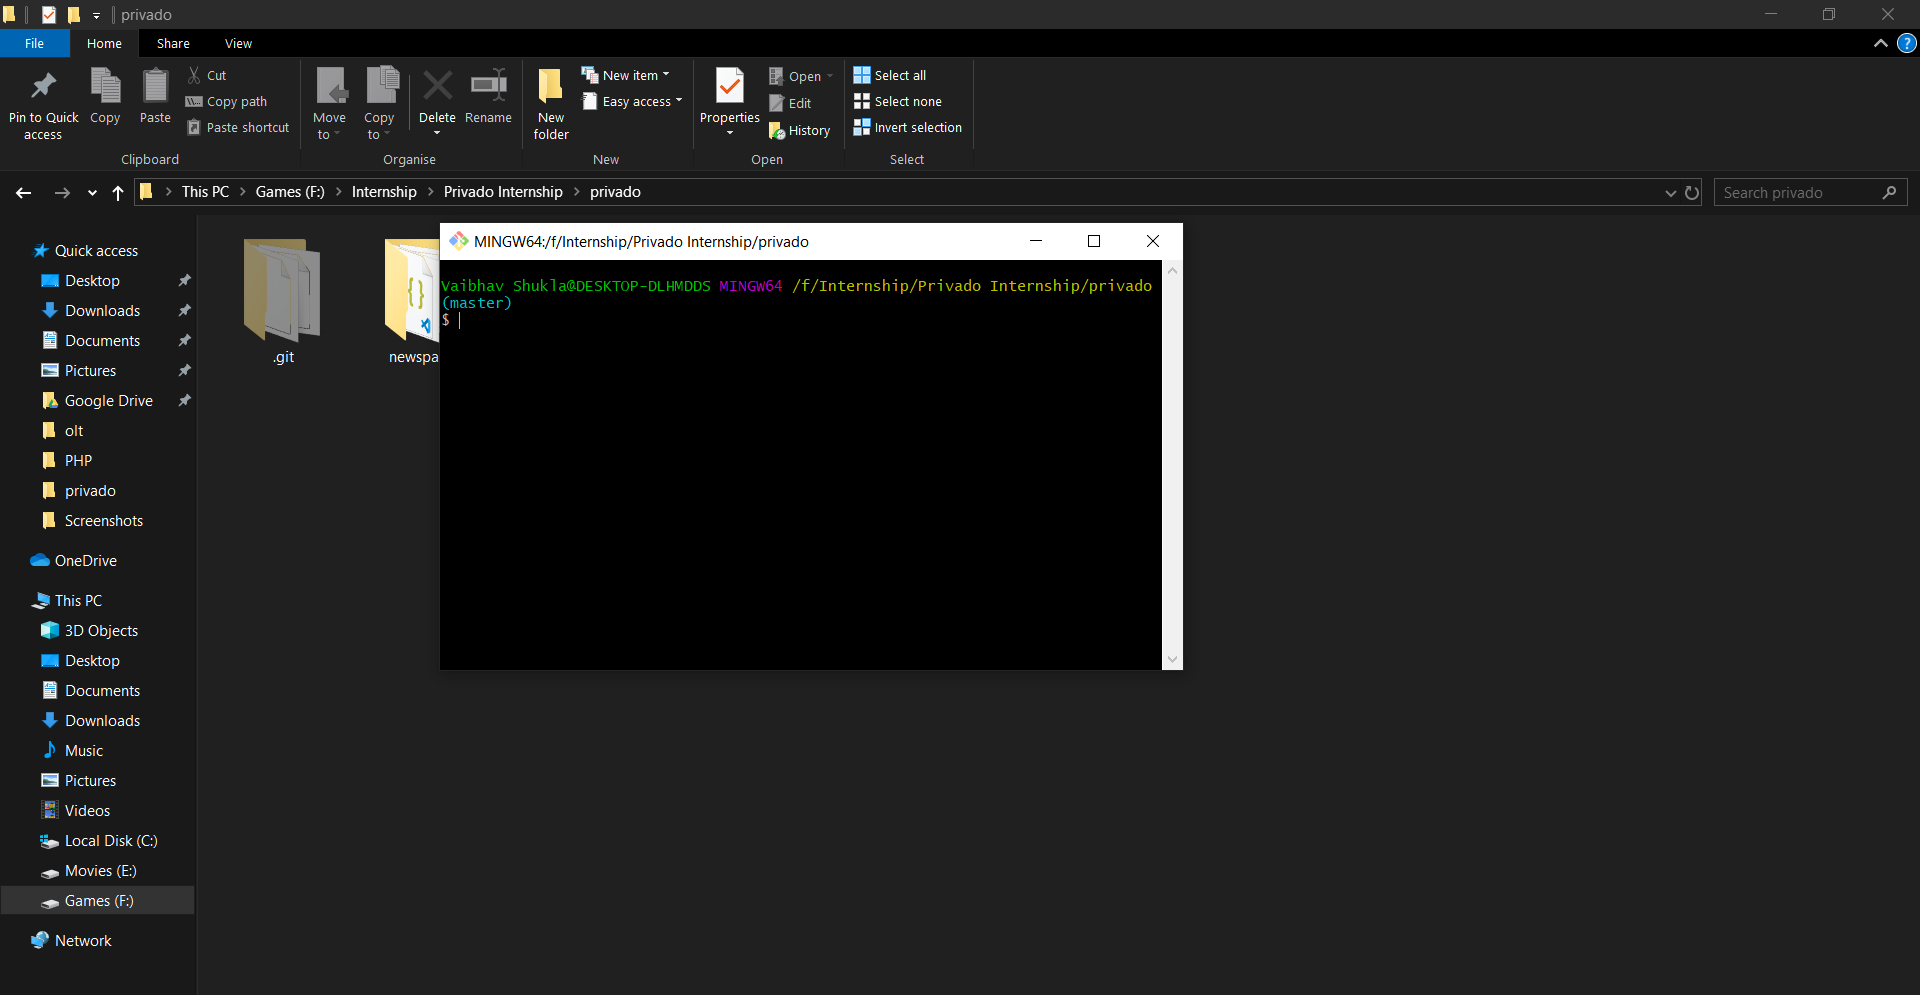 privado
File Home Share View
Pin to Quick access
Copy
Paste
Cut
Copy path
Paste shortcut
Clipboard
Move to
Copy to
Delete
Rename
Organise
New folder
New item
Easy access
New
Properties
Open
Edit
History
Open
Select all
Select none
Invert selection
Select
This PC > Games (F:) > Internship > Privado Internship > privado
Search privado
Quick access
Desktop
Downloads
Documents
Pictures
Google Drive
olt
PHP
privado
Screenshots
OneDrive
This PC
3D Objects
Desktop
Documents
Downloads
Music
Pictures
Videos
Local Disk (C:)
Movies (E:)
Games (F:)
Network
.git
newspa
MINGW64:/f/Internship/Privado Internship/privado
Vaibhav Shukla@DESKTOP-DLHMDDS MINGW64 /f/Internship/Privado Internship/privado
(master)
$